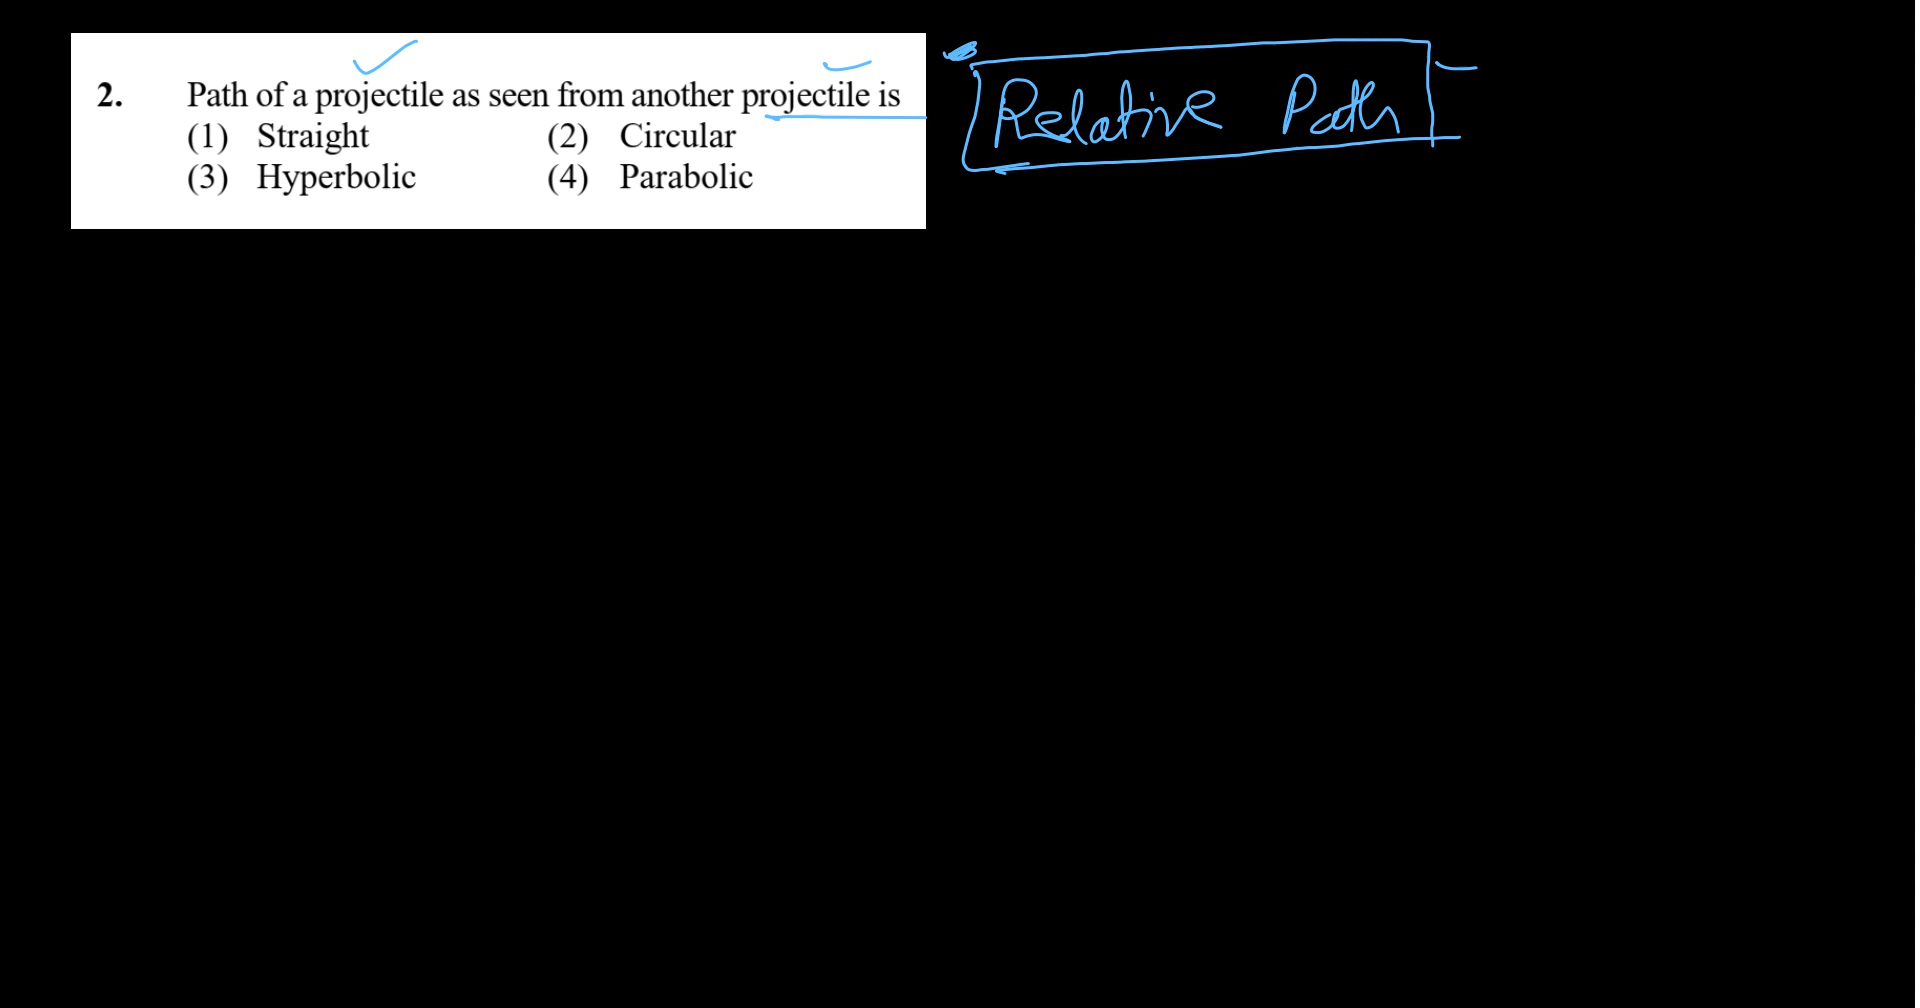 2. Path of a projectile as seen from another projectile is
(1) Straight (2) Circular
(3) Hyperbolic (4) Parabolic
Relative Path